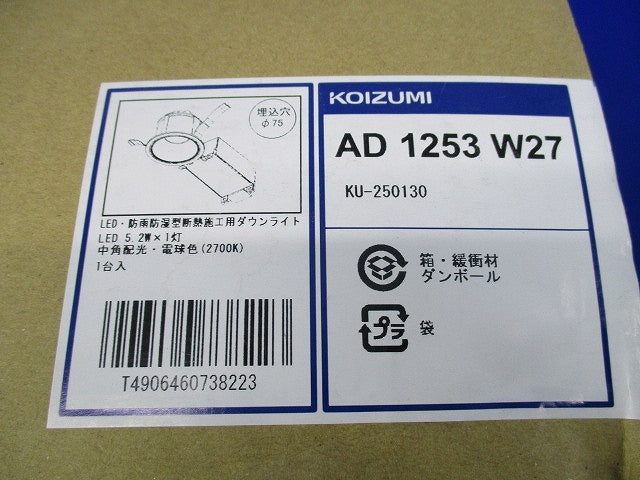 埋込穴
φ75
LED・防雨防湿型断熱施工用ダウンライト
LED 5.2W×1灯
中角配光・電球色(2700K)
1台入
T4906460738223
KOIZUMI
AD 1253 W27
KU-250130
箱・緩衝材
ダンボール
プラ
袋